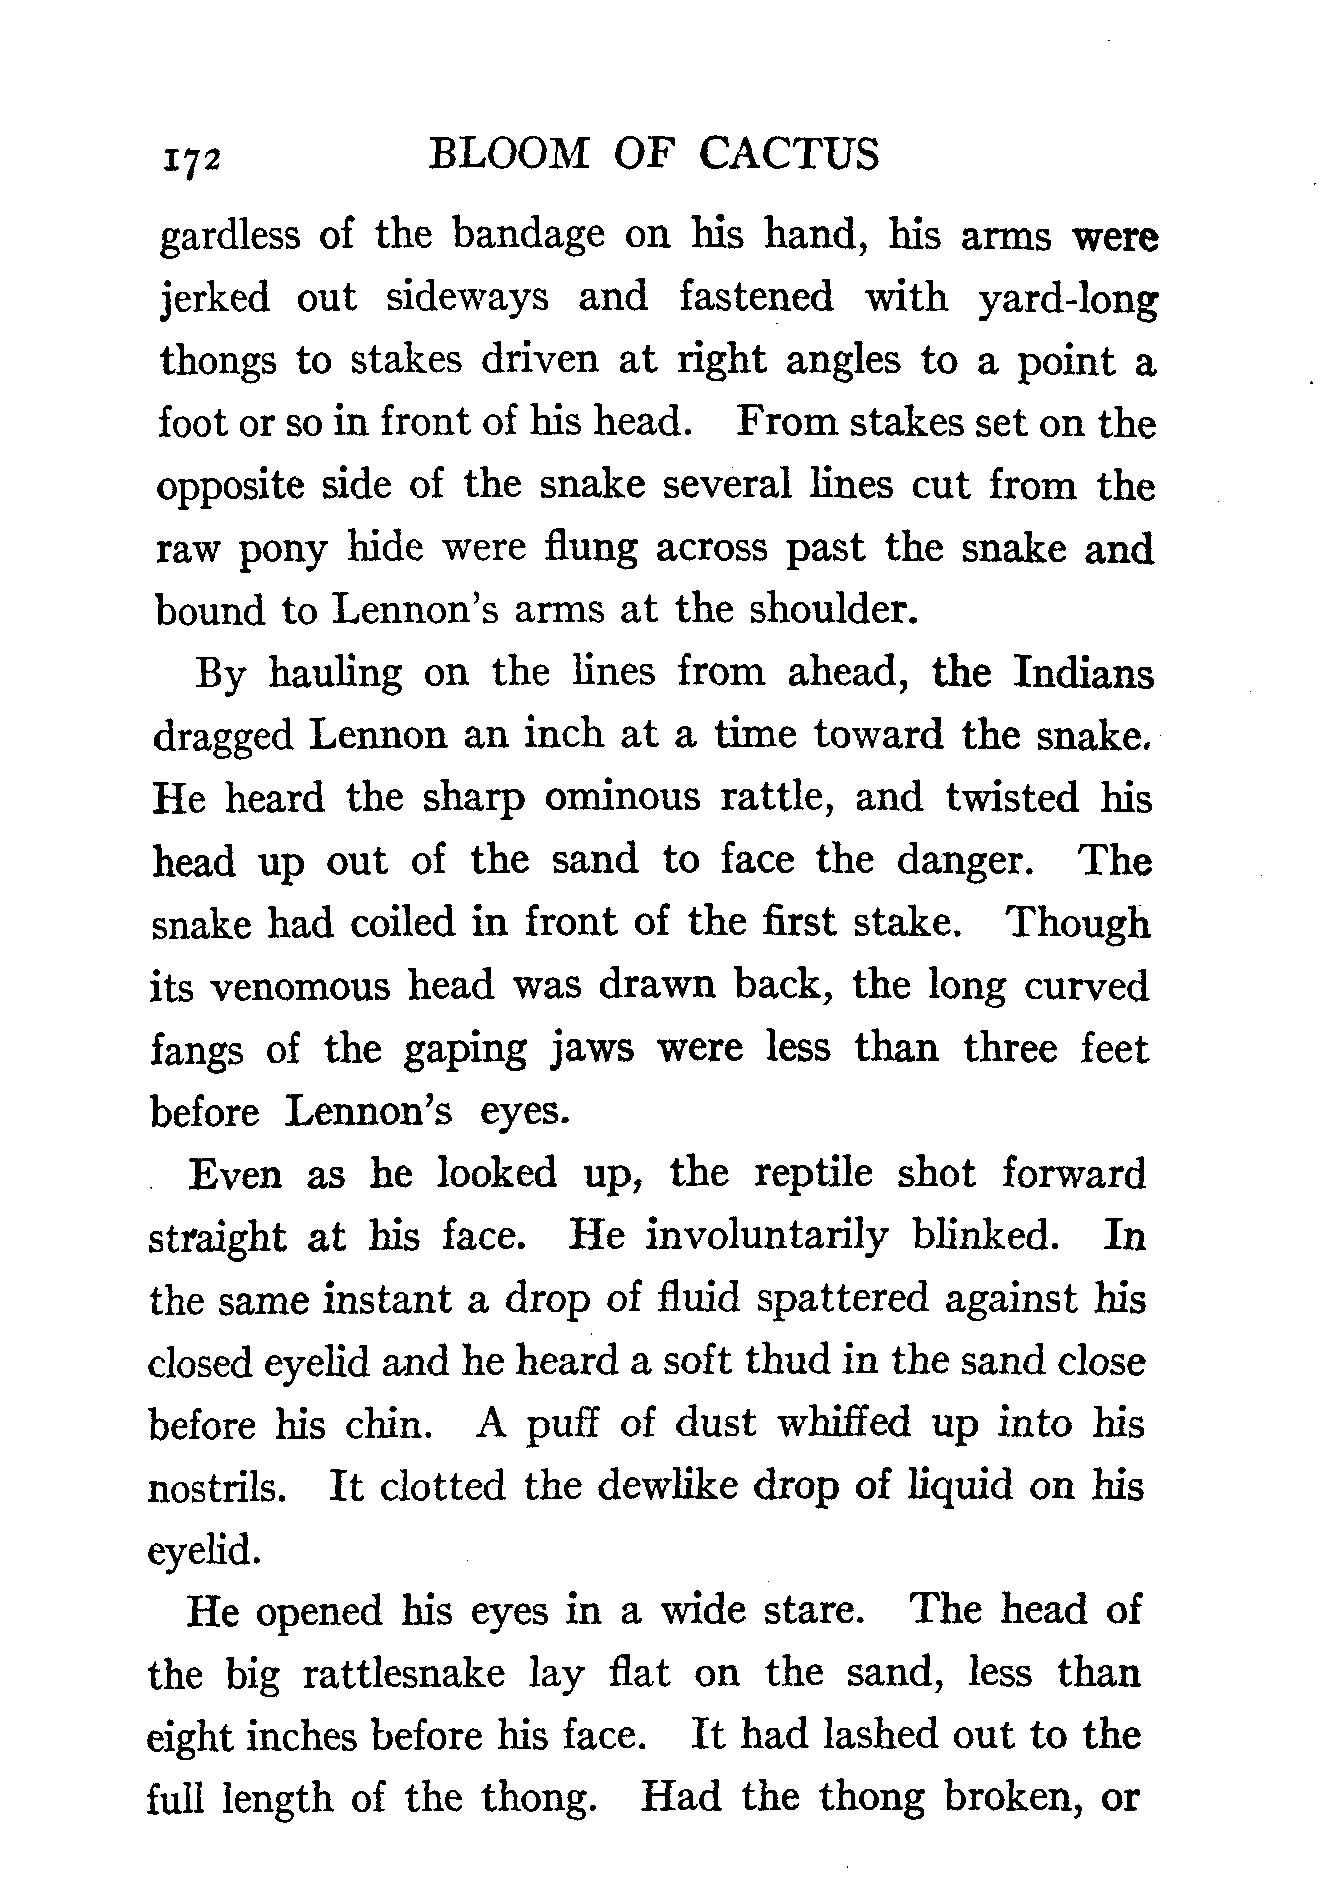 172 BLOOM OF CACTUS
gardless of the bandage on his hand, his arms were
jerked out sideways and fastened with yard-long
thongs to stakes driven at right angles to a point a
foot or so in front of his head. From stakes set on the
opposite side of the snake several lines cut from the
raw pony hide were flung across past the snake and
bound to Lennon's arms at the shoulder.
By hauling on the lines from ahead, the Indians
dragged Lennon an inch at a time toward the snake.
He heard the sharp ominous rattle, and twisted his
head up out of the sand to face the danger. The
snake had coiled in front of the first stake. Though
its venomous head was drawn back, the long curved
fangs of the gaping jaws were less than three feet
before Lennon's eyes.
Even as he looked up, the reptile shot forward
straight at his face. He involuntarily blinked. In
the same instant a drop of fluid spattered against his
closed eyelid and he heard a soft thud in the sand close
before his chin. A puff of dust whiffed up into his
nostrils. It clotted the dewlike drop of liquid on his
eyelid.
He opened his eyes in a wide stare. The head of
the big rattlesnake lay flat on the sand, less than
eight inches before his face. It had lashed out to the
full length of the thong. Had the thong broken, or